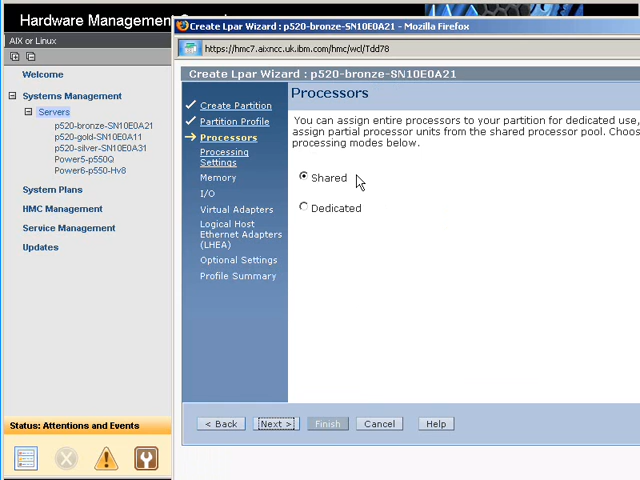 Hardware Management
AIX or Linux
Welcome
Systems Management
Servers
p520-bronze-SN10E0A21
p520-gold-SN10E0A11
p520-silver-SN10E0A31
Power5-p550Q
Power6-p550-Hv8
System Plans
HMC Management
Service Management
Updates
Status: Attentions and Events
Create Lpar Wizard : p520-bronze-SN10E0A21 - Mozilla Firefox
https://hmc7.aixncc.uk.ibm.com/hmc/wcl/Tdd78
Create Lpar Wizard : p520-bronze-SN10E0A21
Create Partition
Partition Profile
Processors
Processing
Settings
Memory
I/O
Virtual Adapters
Logical Host
Ethernet Adapters
(LHEA)
Optional Settings
Profile Summary
Processors
You can assign entire processors to your partition for dedicated use,
assign partial processor units from the shared processor pool. Choos
processing modes below.
Shared
Dedicated
< Back
Next >
Finish
Cancel
Help